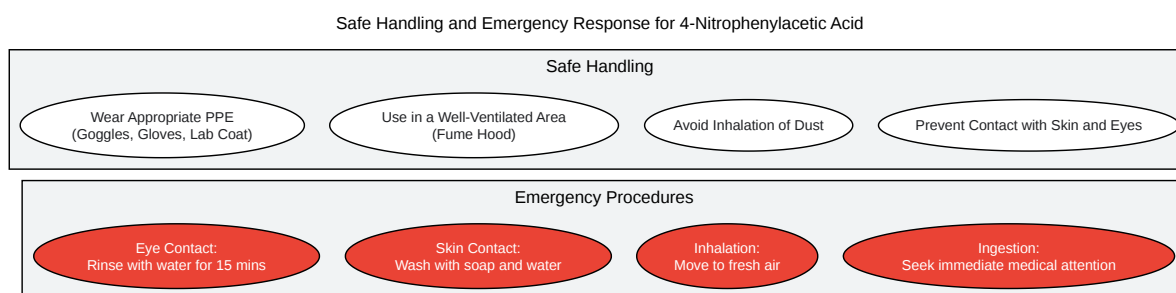 Safe Handling and Emergency Response for 4-Nitrophenylacetic Acid
Safe Handling
Wear Appropriate PPE
(Goggles, Gloves, Lab Coat)
Use in a Well-Ventilated Area
(Fume Hood)
Avoid Inhalation of Dust
Prevent Contact with Skin and Eyes
Emergency Procedures
Eye Contact:
Rinse with water for 15 mins
Skin Contact:
Wash with soap and water
Inhalation:
Move to fresh air
Ingestion:
Seek immediate medical attention